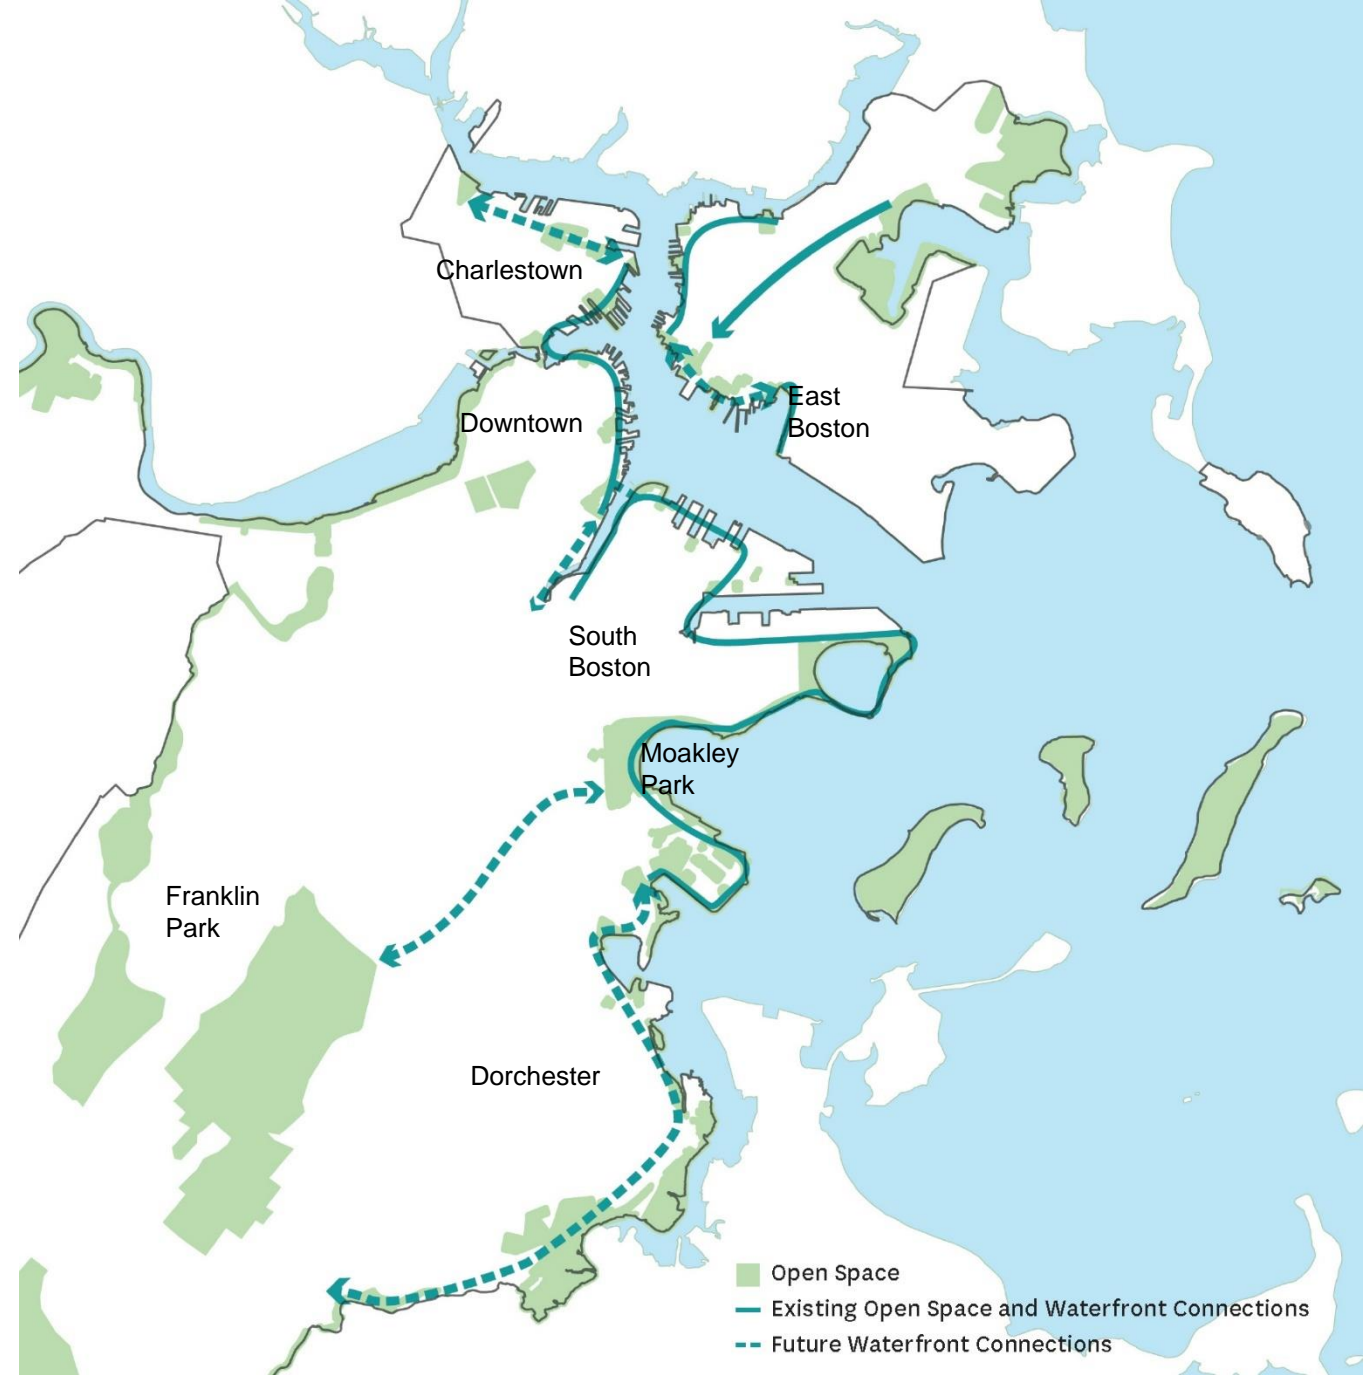 Charlestown
Downtown
East
Boston
South
Boston
Moakley
Park
Franklin
Park
Dorchester
Open Space
Existing Open Space and Waterfront Connections
Future Waterfront Connections